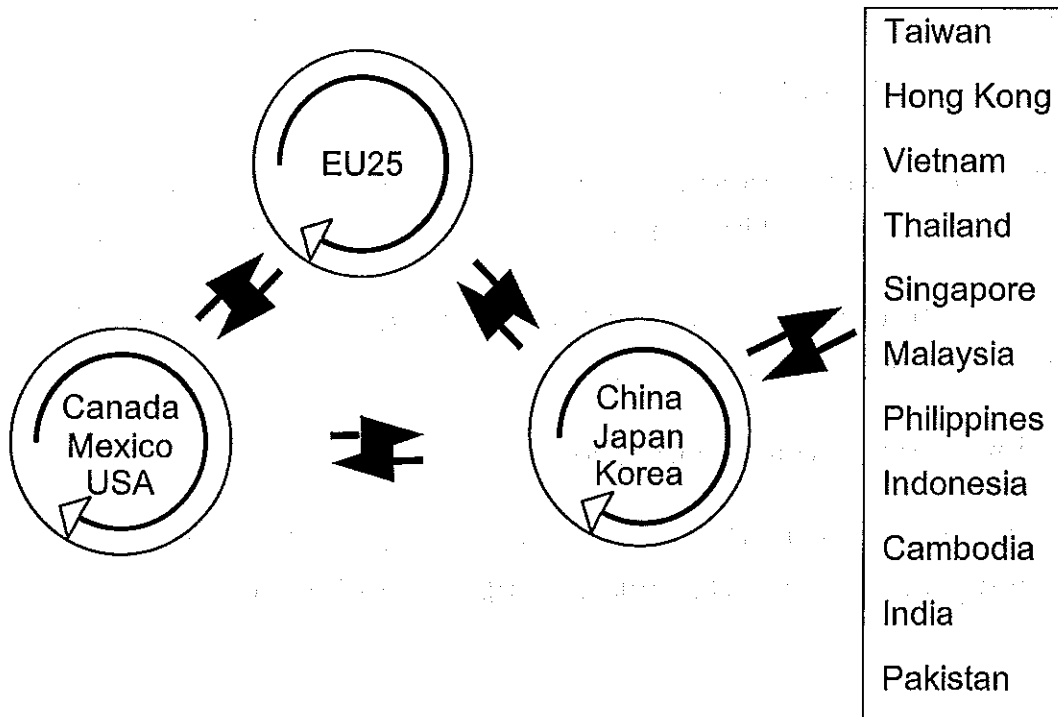 EU25
Canada
Mexico
USA
China
Japan
Korea
Taiwan
Hong Kong
Vietnam
Thailand
Singapore
Malaysia
Philippines
Indonesia
Cambodia
India
Pakistan